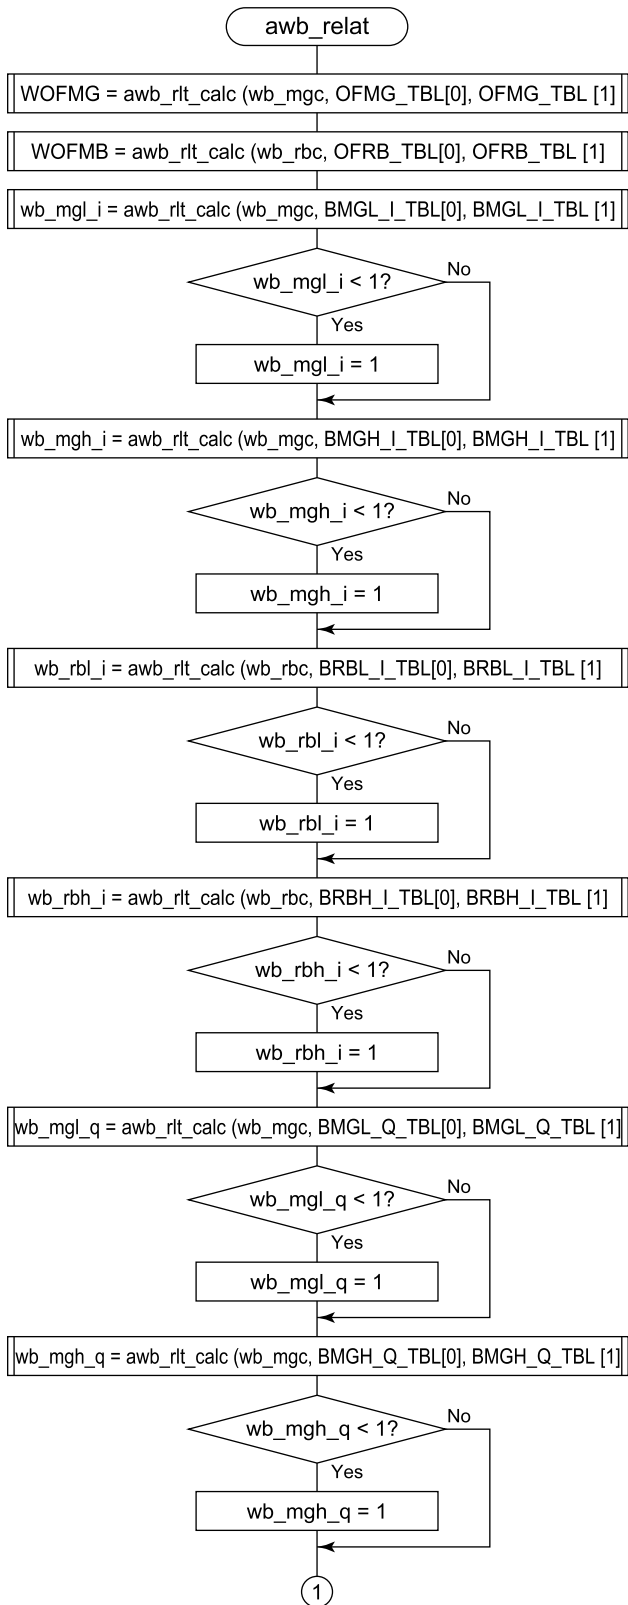 awb_relat
WOFMG = awb_rlt_calc (wb_mgc, OFMG_TBL[0], OFMG_TBL [1]
WOFMB = awb_rlt_calc (wb_rbc, OFRB_TBL[0], OFRB_TBL [1]
wb_mgl_i = awb_rlt_calc (wb_mgc, BMGL_I_TBL[0], BMGL_I_TBL [1]
wb_mgl_i < 1?
No
Yes
wb_mgl_i = 1
wb_mgh_i = awb_rlt_calc (wb_mgc, BMGH_I_TBL[0], BMGH_I_TBL [1]
wb_mgh_i < 1?
No
Yes
wb_mgh_i = 1
wb_rbl_i = awb_rlt_calc (wb_rbc, BRBL_I_TBL[0], BRBL_I_TBL [1]
wb_rbl_i < 1?
No
Yes
wb_rbl_i = 1
wb_rbh_i = awb_rlt_calc (wb_rbc, BRBH_I_TBL[0], BRBH_I_TBL [1]
wb_rbh_i < 1?
No
Yes
wb_rbh_i = 1
wb_mgl_q = awb_rlt_calc (wb_mgc, BMGL_Q_TBL[0], BMGL_Q_TBL [1]
wb_mgl_q < 1?
No
Yes
wb_mgl_q = 1
wb_mgh_q = awb_rlt_calc (wb_mgc, BMGH_Q_TBL[0], BMGH_Q_TBL [1]
wb_mgh_q < 1?
No
Yes
wb_mgh_q = 1
1